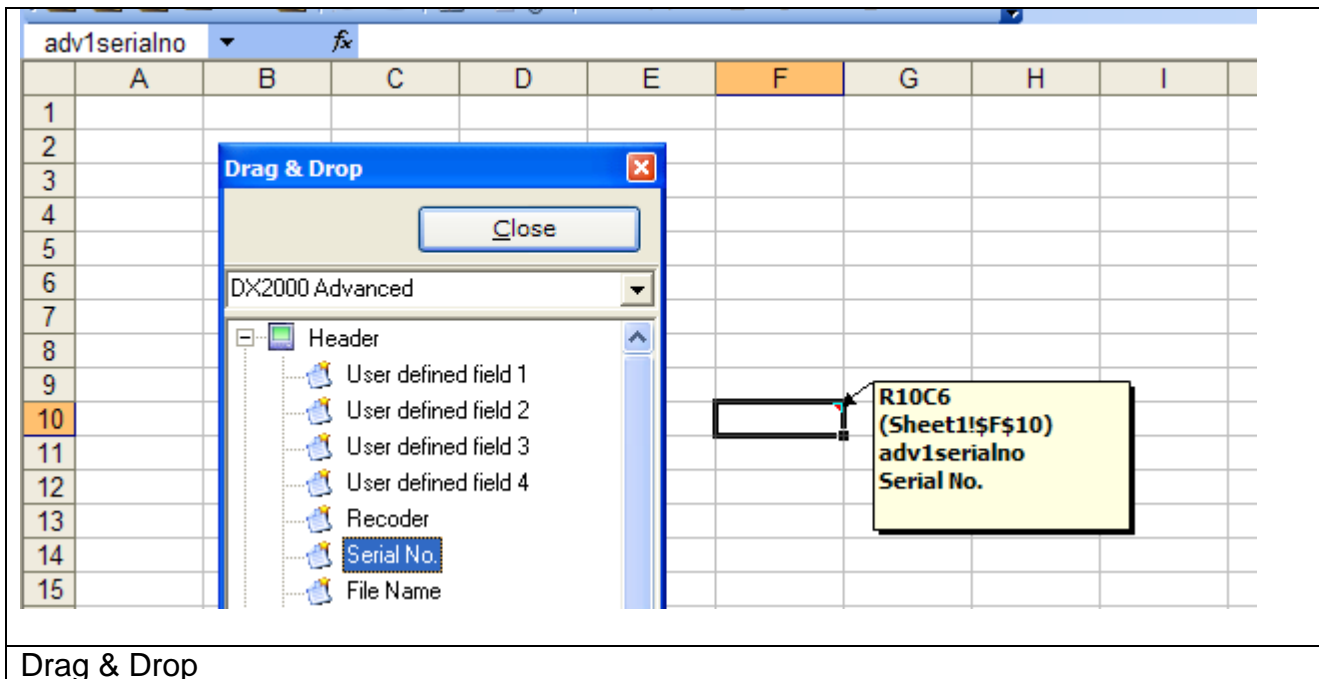 adv1serialno fx
A B C D E F G H I
1
2
3
4
5
6
7
8
9
10
11
12
13
14
15
Drag & Drop
Close
DX2000 Advanced
Header
User defined field 1
User defined field 2
User defined field 3
User defined field 4
Recoder
Serial No.
File Name
R10C6
(Sheet1!$F$10)
adv1serialno
Serial No.
Drag & Drop